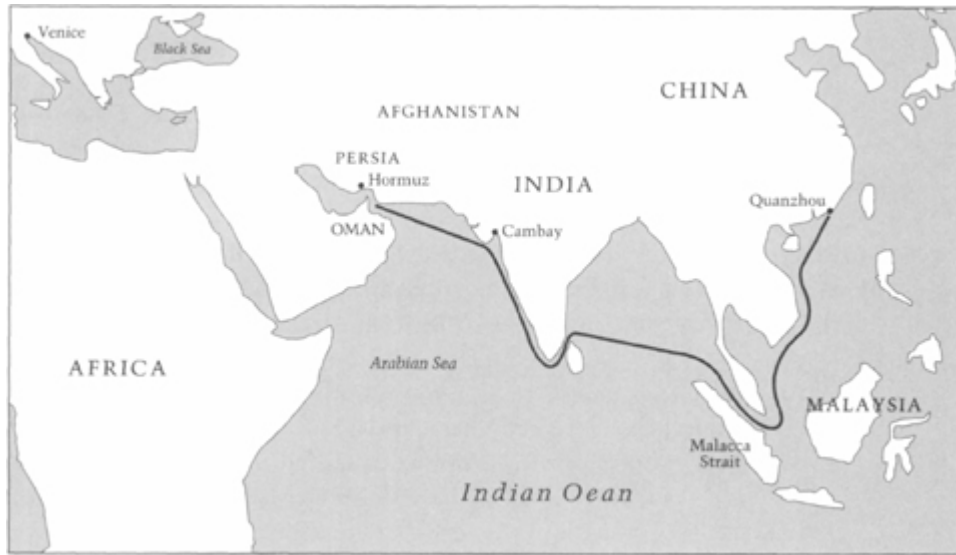 Venice
Black Sea
CHINA
AFGHANISTAN
PERSIA
Hormuz
INDIA
Quanzhou
OMAN
Cambay
Arabian Sea
AFRICA
MALAYSIA
Malacca
Strait
Indian Oean